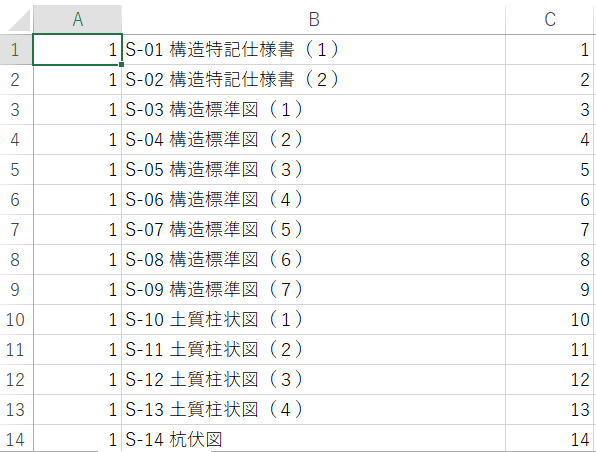 A B C
1 1 S-01 構造特記仕様書（１） 1
2 1 S-02 構造特記仕様書（２） 2
3 1 S-03 構造標準図（１） 3
4 1 S-04 構造標準図（２） 4
5 1 S-05 構造標準図（３） 5
6 1 S-06 構造標準図（４） 6
7 1 S-07 構造標準図（５） 7
8 1 S-08 構造標準図（６） 8
9 1 S-09 構造標準図（７） 9
10 1 S-10 土質柱状図（１） 10
11 1 S-11 土質柱状図（２） 11
12 1 S-12 土質柱状図（３） 12
13 1 S-13 土質柱状図（４） 13
14 1 S-14 杭伏図 14